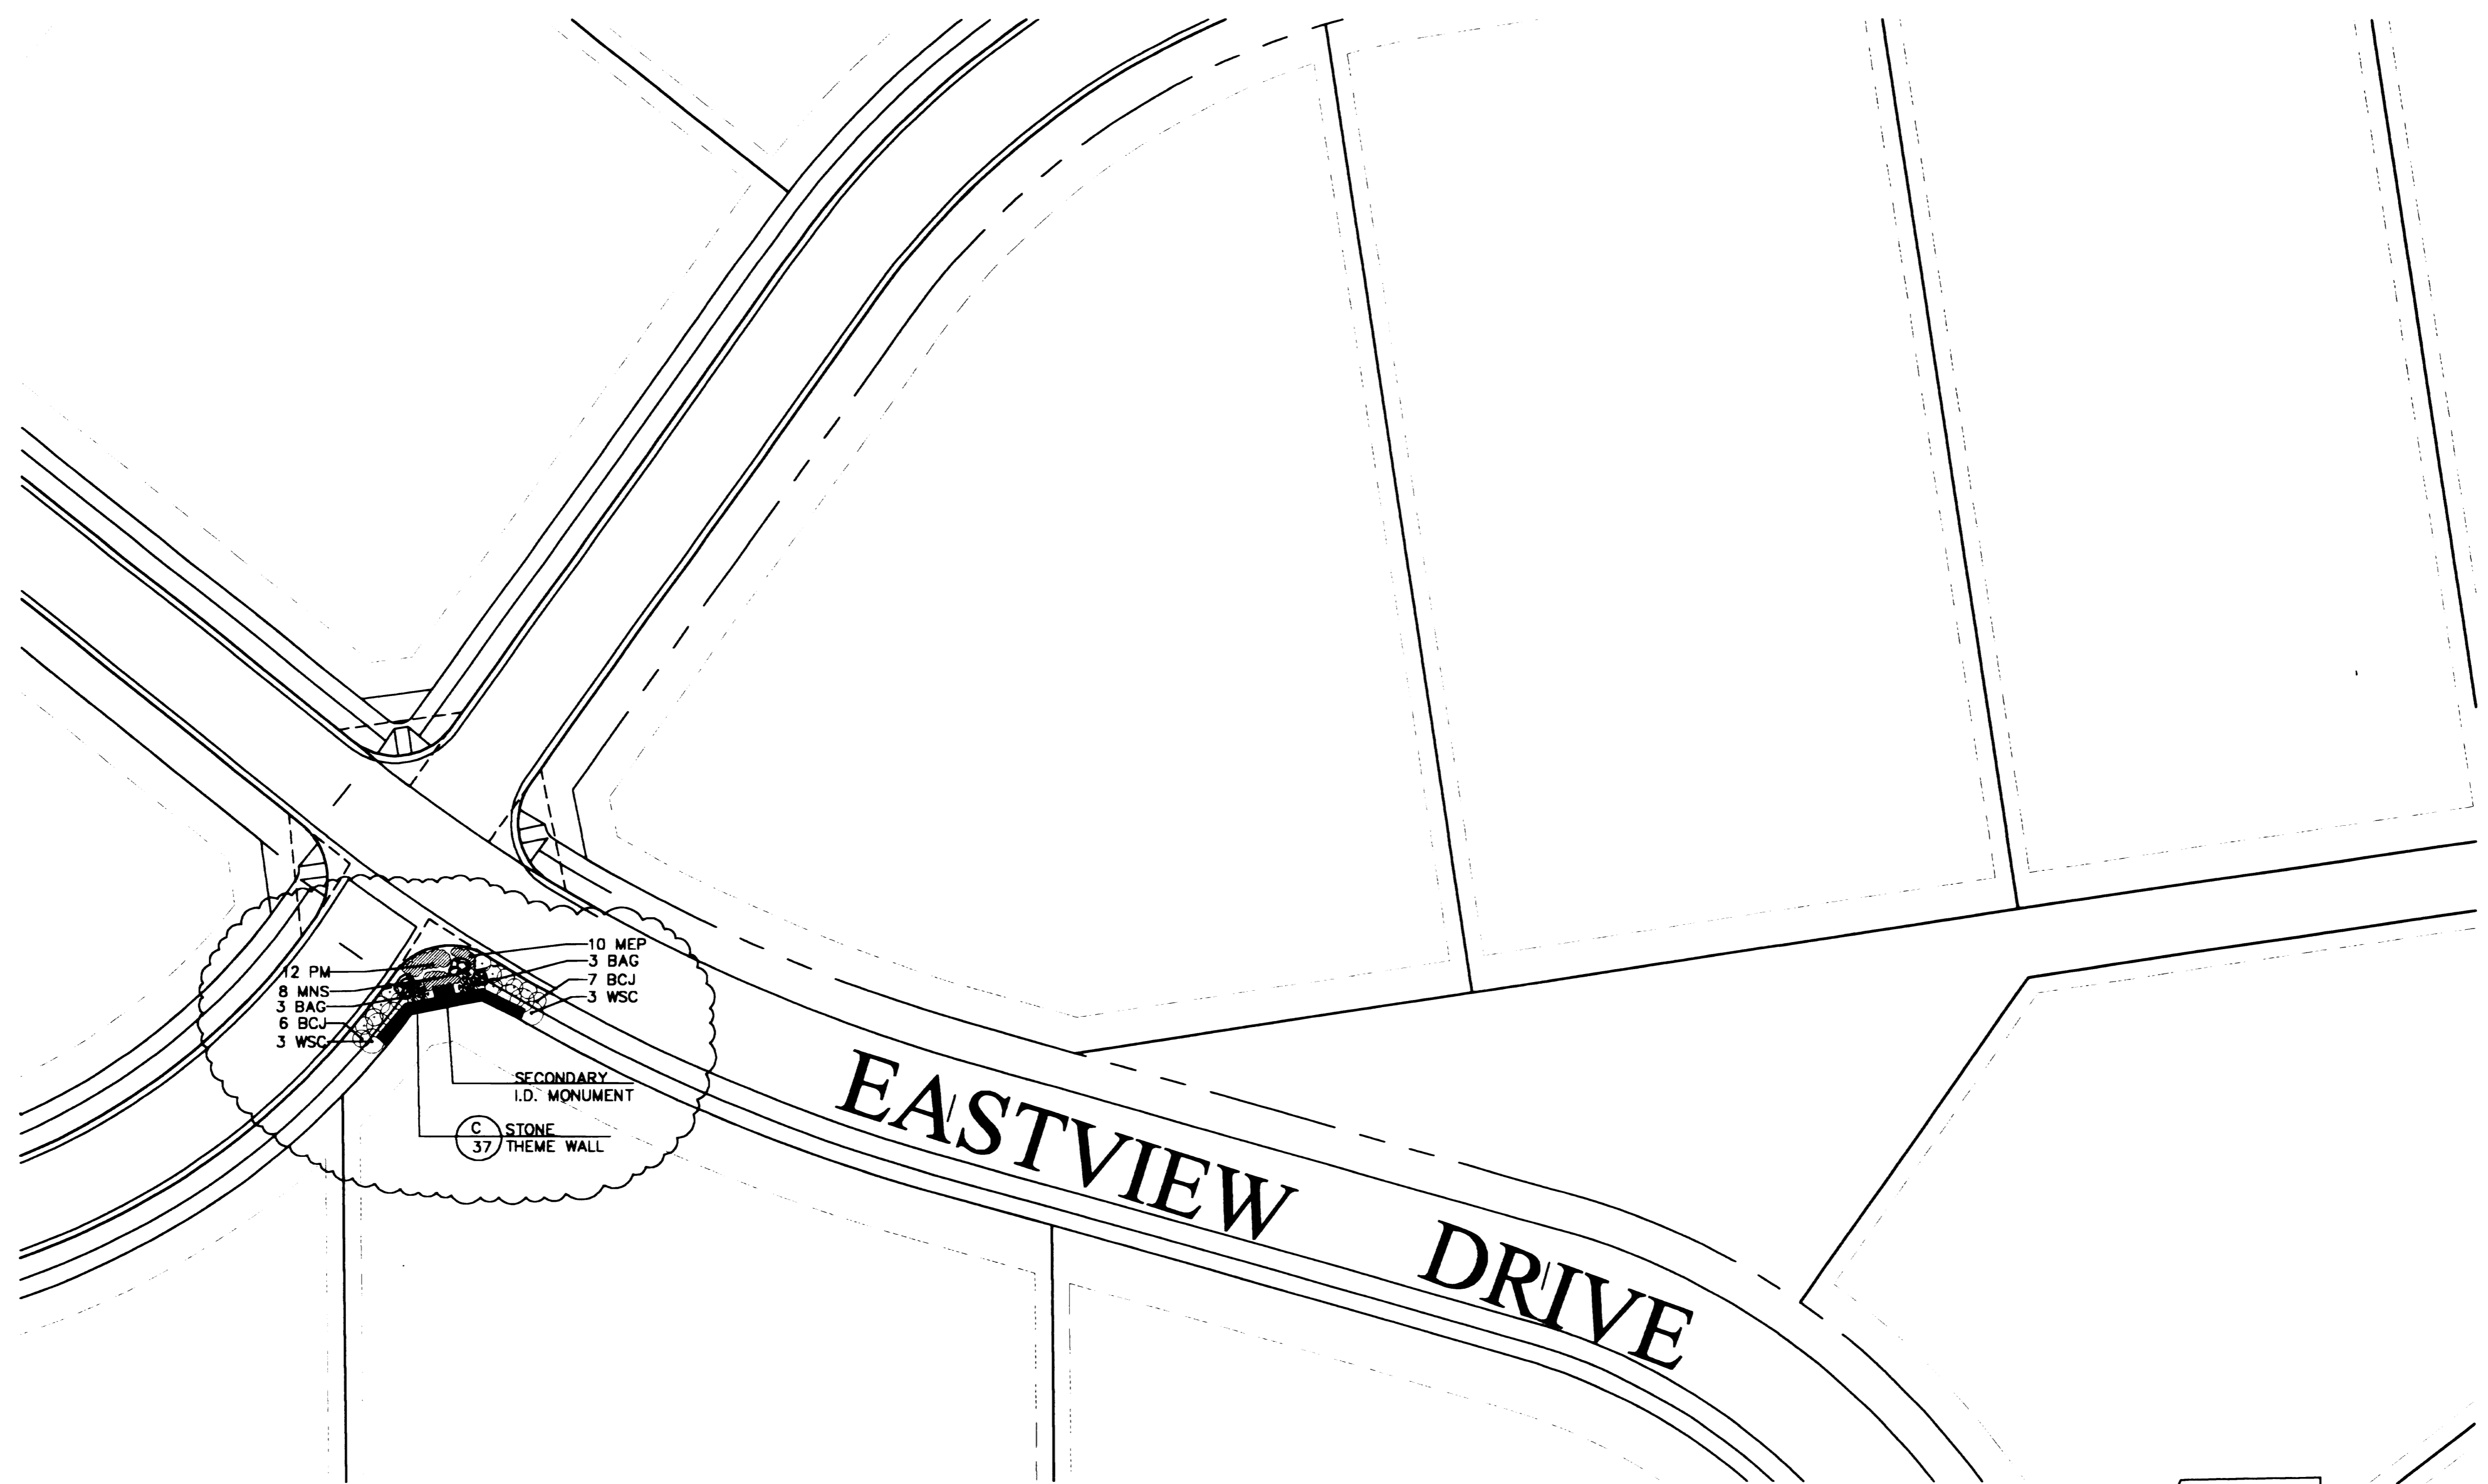 10 MEP
3 BAG
7 BCJ
3 WSC
12 PM
8 MNS
3 BAG
6 BCJ
3 WSC
SECONDARY
I.D. MONUMENT
C
37
STONE
THEME WALL
EASTVIEW DRIVE